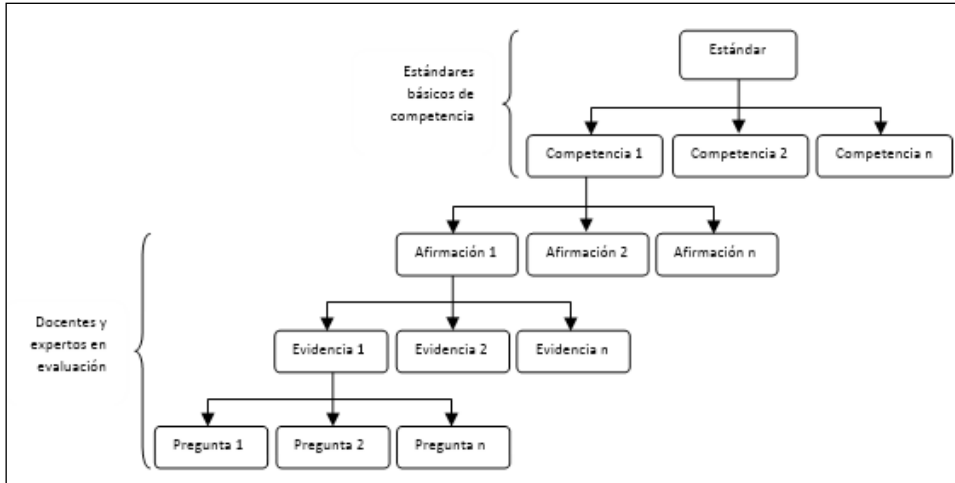 Estándar
Estándares
básicos de
competencia
Competencia 1
Competencia 2
Competencia n
Afirmación 1
Afirmación 2
Afirmación n
Docentes y
expertos en
evaluación
Evidencia 1
Evidencia 2
Evidencia n
Pregunta 1
Pregunta 2
Pregunta n